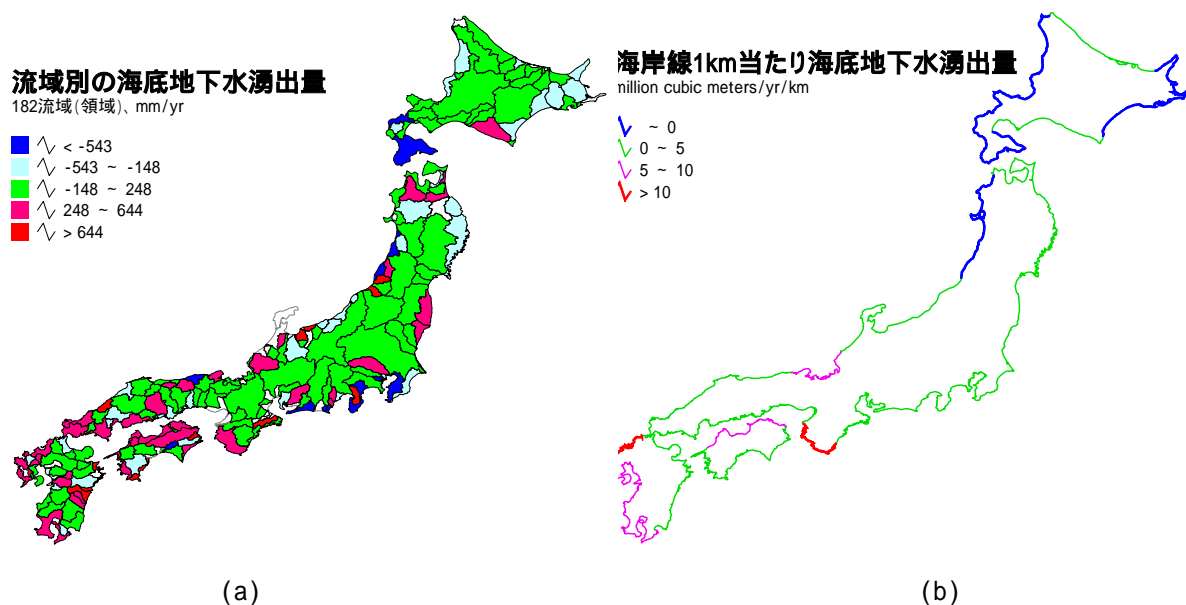 流域別の海底地下水湧出量
182流域(領域)、mm/yr
< -543
-543 ~ -148
-148 ~ 248
248 ~ 644
> 644
海岸線1km当たり海底地下水湧出量
million cubic meters/yr/km
~ 0
0 ~ 5
5 ~ 10
> 10
(a)
(b)